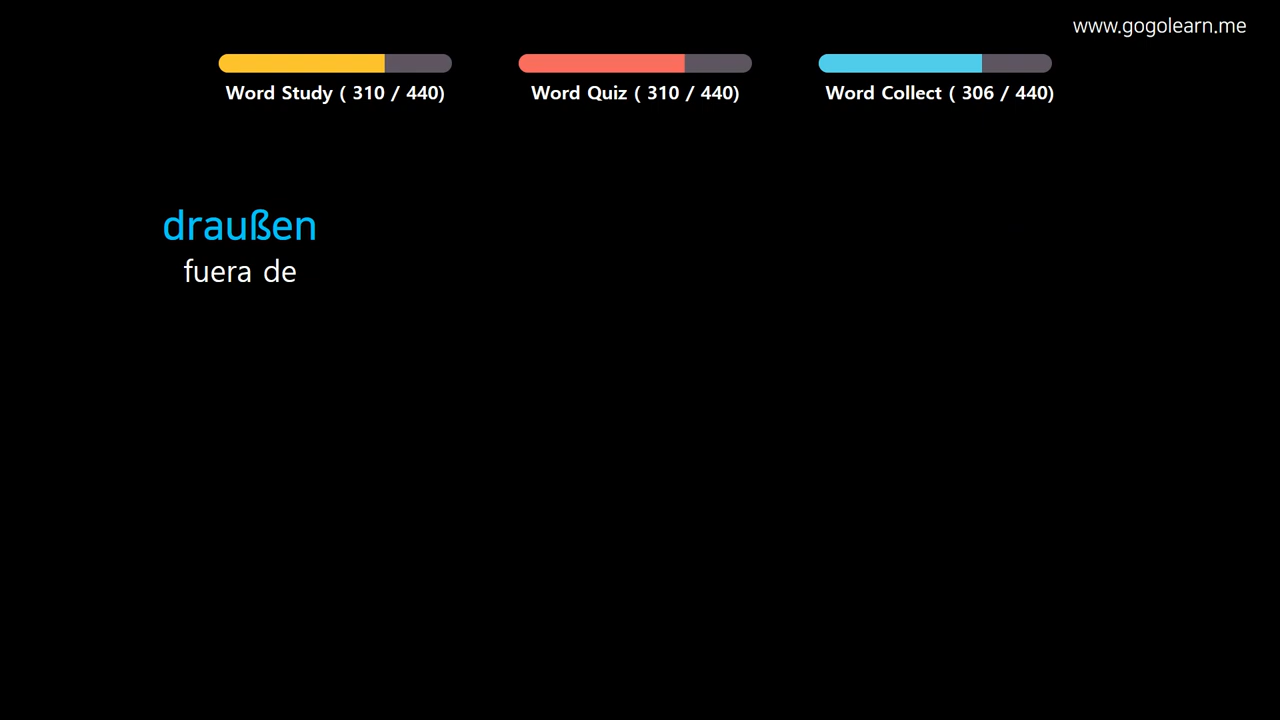 www.gogolearn.me
Word Study ( 310 / 440)
Word Quiz ( 310 / 440)
Word Collect ( 306 / 440)
draußen
fuera de